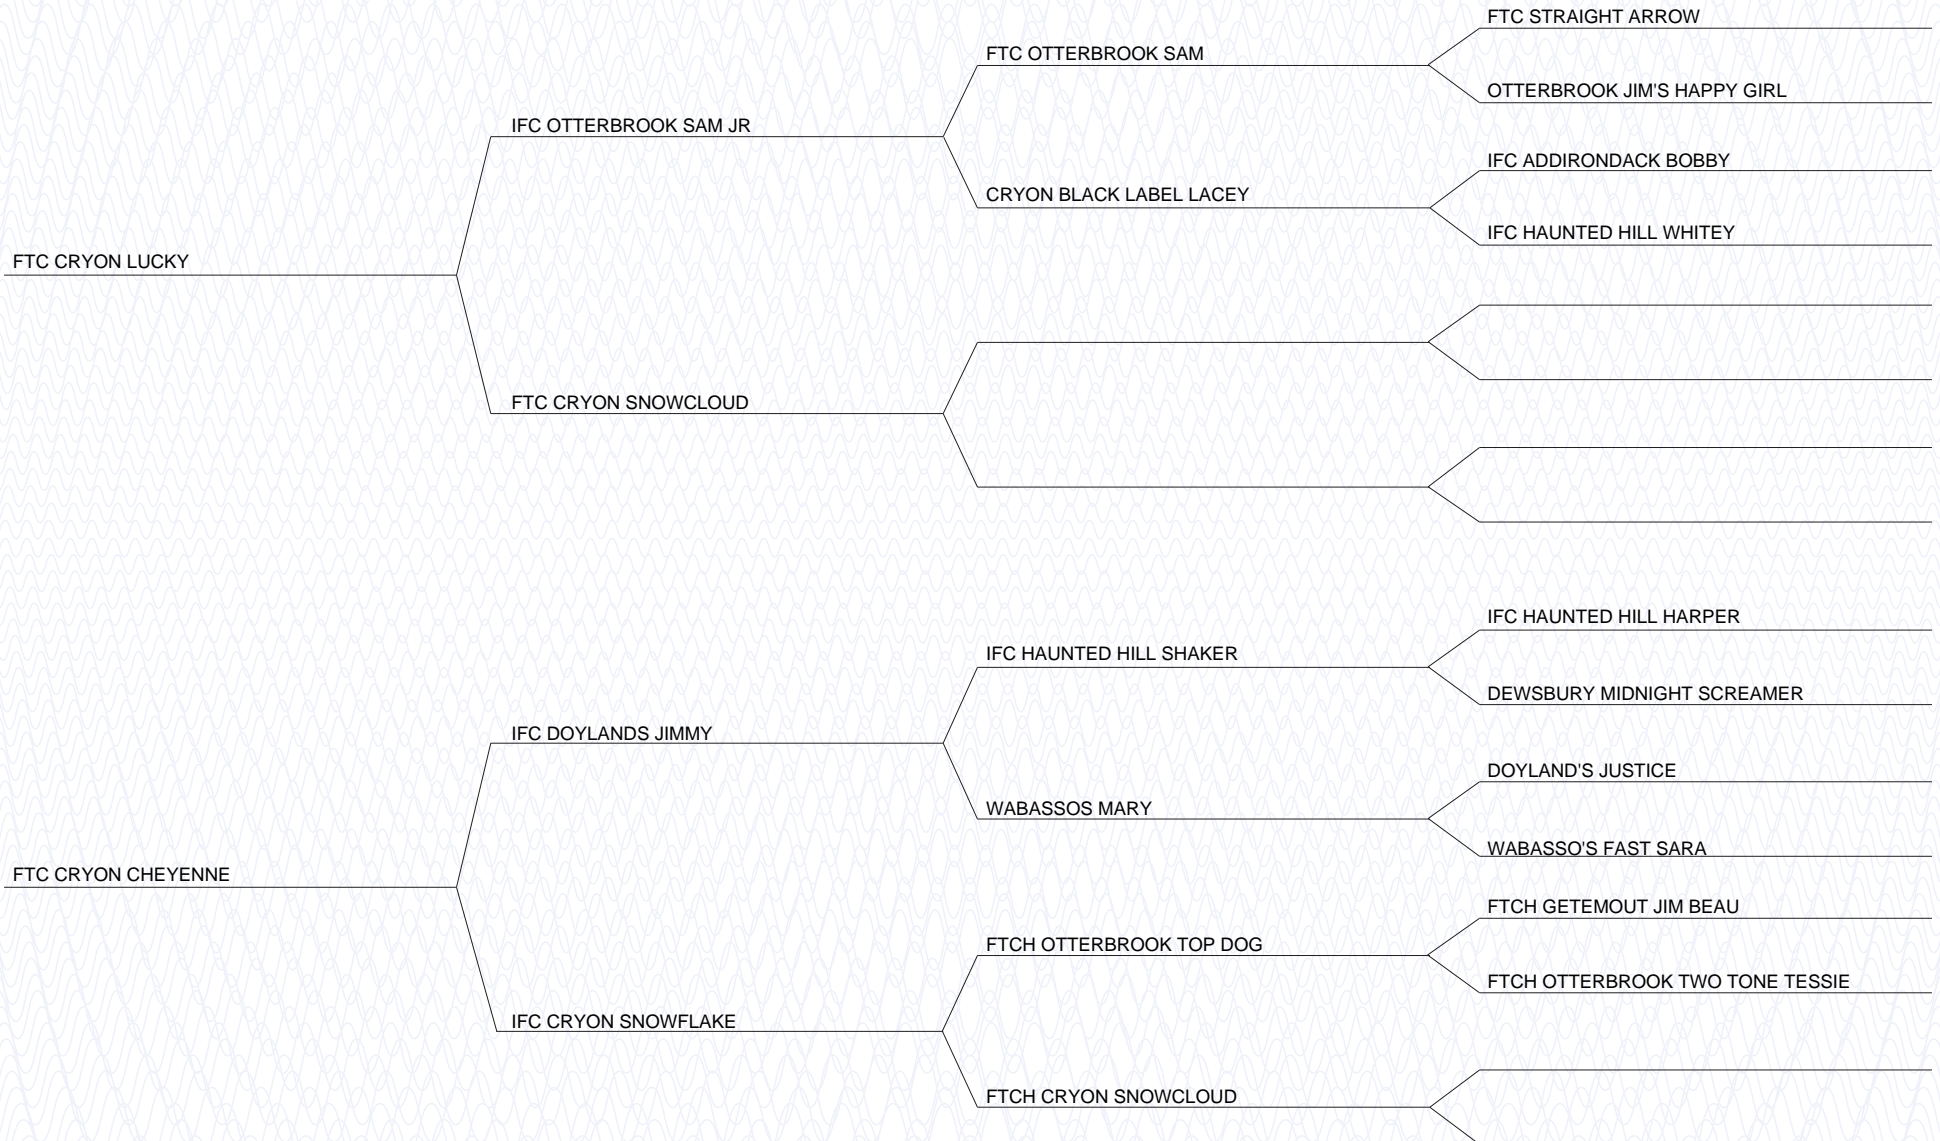 FTC STRAIGHT ARROW
FTC OTTERBROOK SAM
OTTERBROOK JIM'S HAPPY GIRL
IFC OTTERBROOK SAM JR
IFC ADDIRONDACK BOBBY
CRYON BLACK LABEL LACEY
IFC HAUNTED HILL WHITEY
FTC CRYON LUCKY
FTC CRYON SNOWCLOUD
IFC HAUNTED HILL HARPER
IFC HAUNTED HILL SHAKER
DEWSBURY MIDNIGHT SCREAMER
IFC DOYLANDS JIMMY
DOYLAND'S JUSTICE
WABASSOS MARY
WABASSO'S FAST SARA
FTC CRYON CHEYENNE
FTCH GETEMOUT JIM BEAU
FTCH OTTERBROOK TOP DOG
FTCH OTTERBROOK TWO TONE TESSIE
IFC CRYON SNOWFLAKE
FTCH CRYON SNOWCLOUD